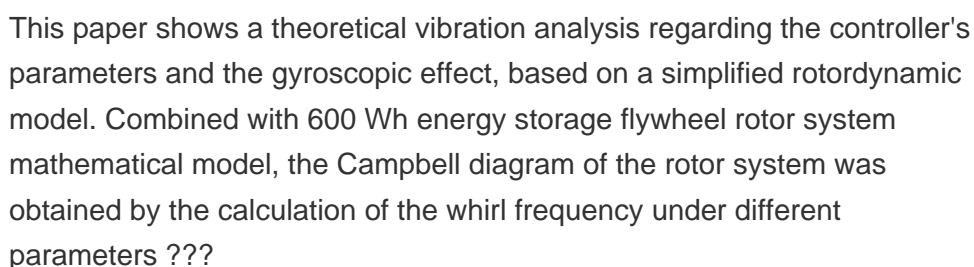 This paper shows a theoretical vibration analysis regarding the controller's
parameters and the gyroscopic effect, based on a simplified rotordynamic
model. Combined with 600 Wh energy storage flywheel rotor system
mathematical model, the Campbell diagram of the rotor system was
obtained by the calculation of the whirl frequency under different
parameters ???